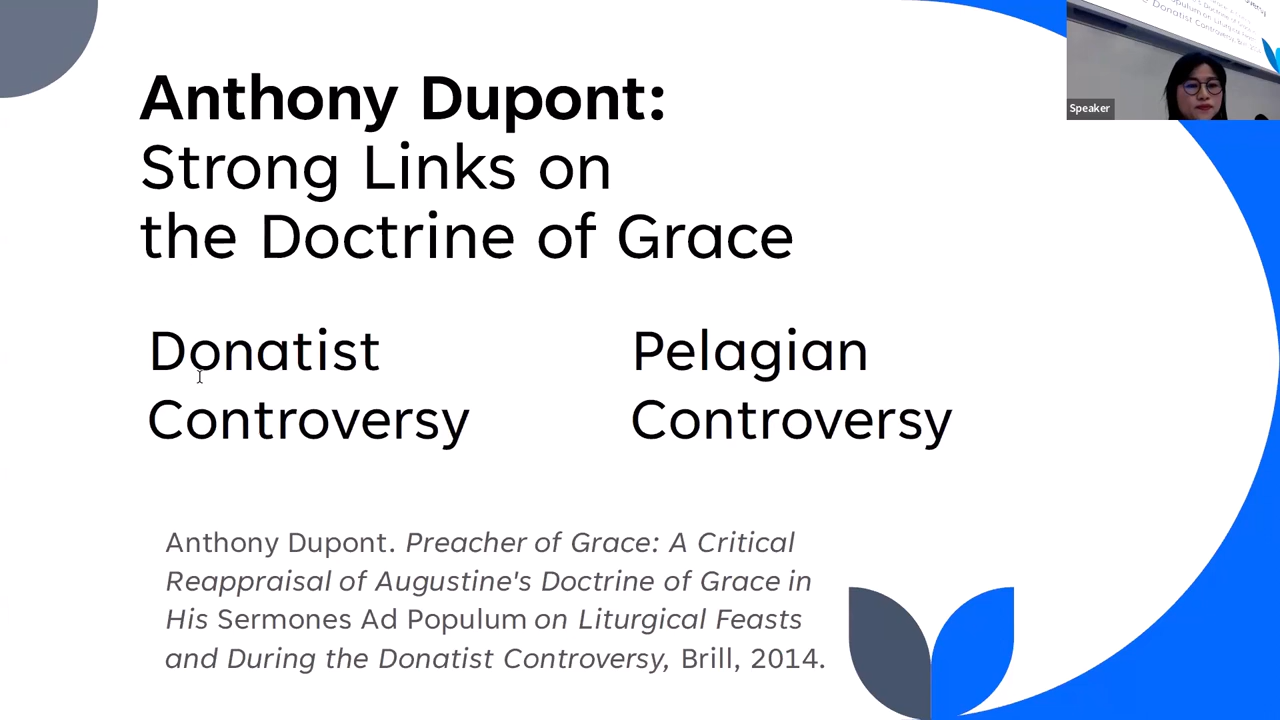 Anthony Dupont:
Strong Links on
the Doctrine of Grace
Donatist
Controversy
Pelagian
Controversy
Anthony Dupont. Preacher of Grace: A Critical
Reappraisal of Augustine's Doctrine of Grace in
His Sermones Ad Populum on Liturgical Feasts
and During the Donatist Controversy, Brill, 2014.
Speaker